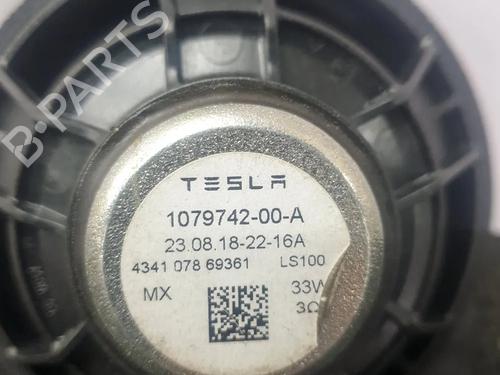 B-PARTS
TESLA
1079742-00-A
23.08.18-22-16A
4341 078 69361 LS100
MX 33W
3Ω